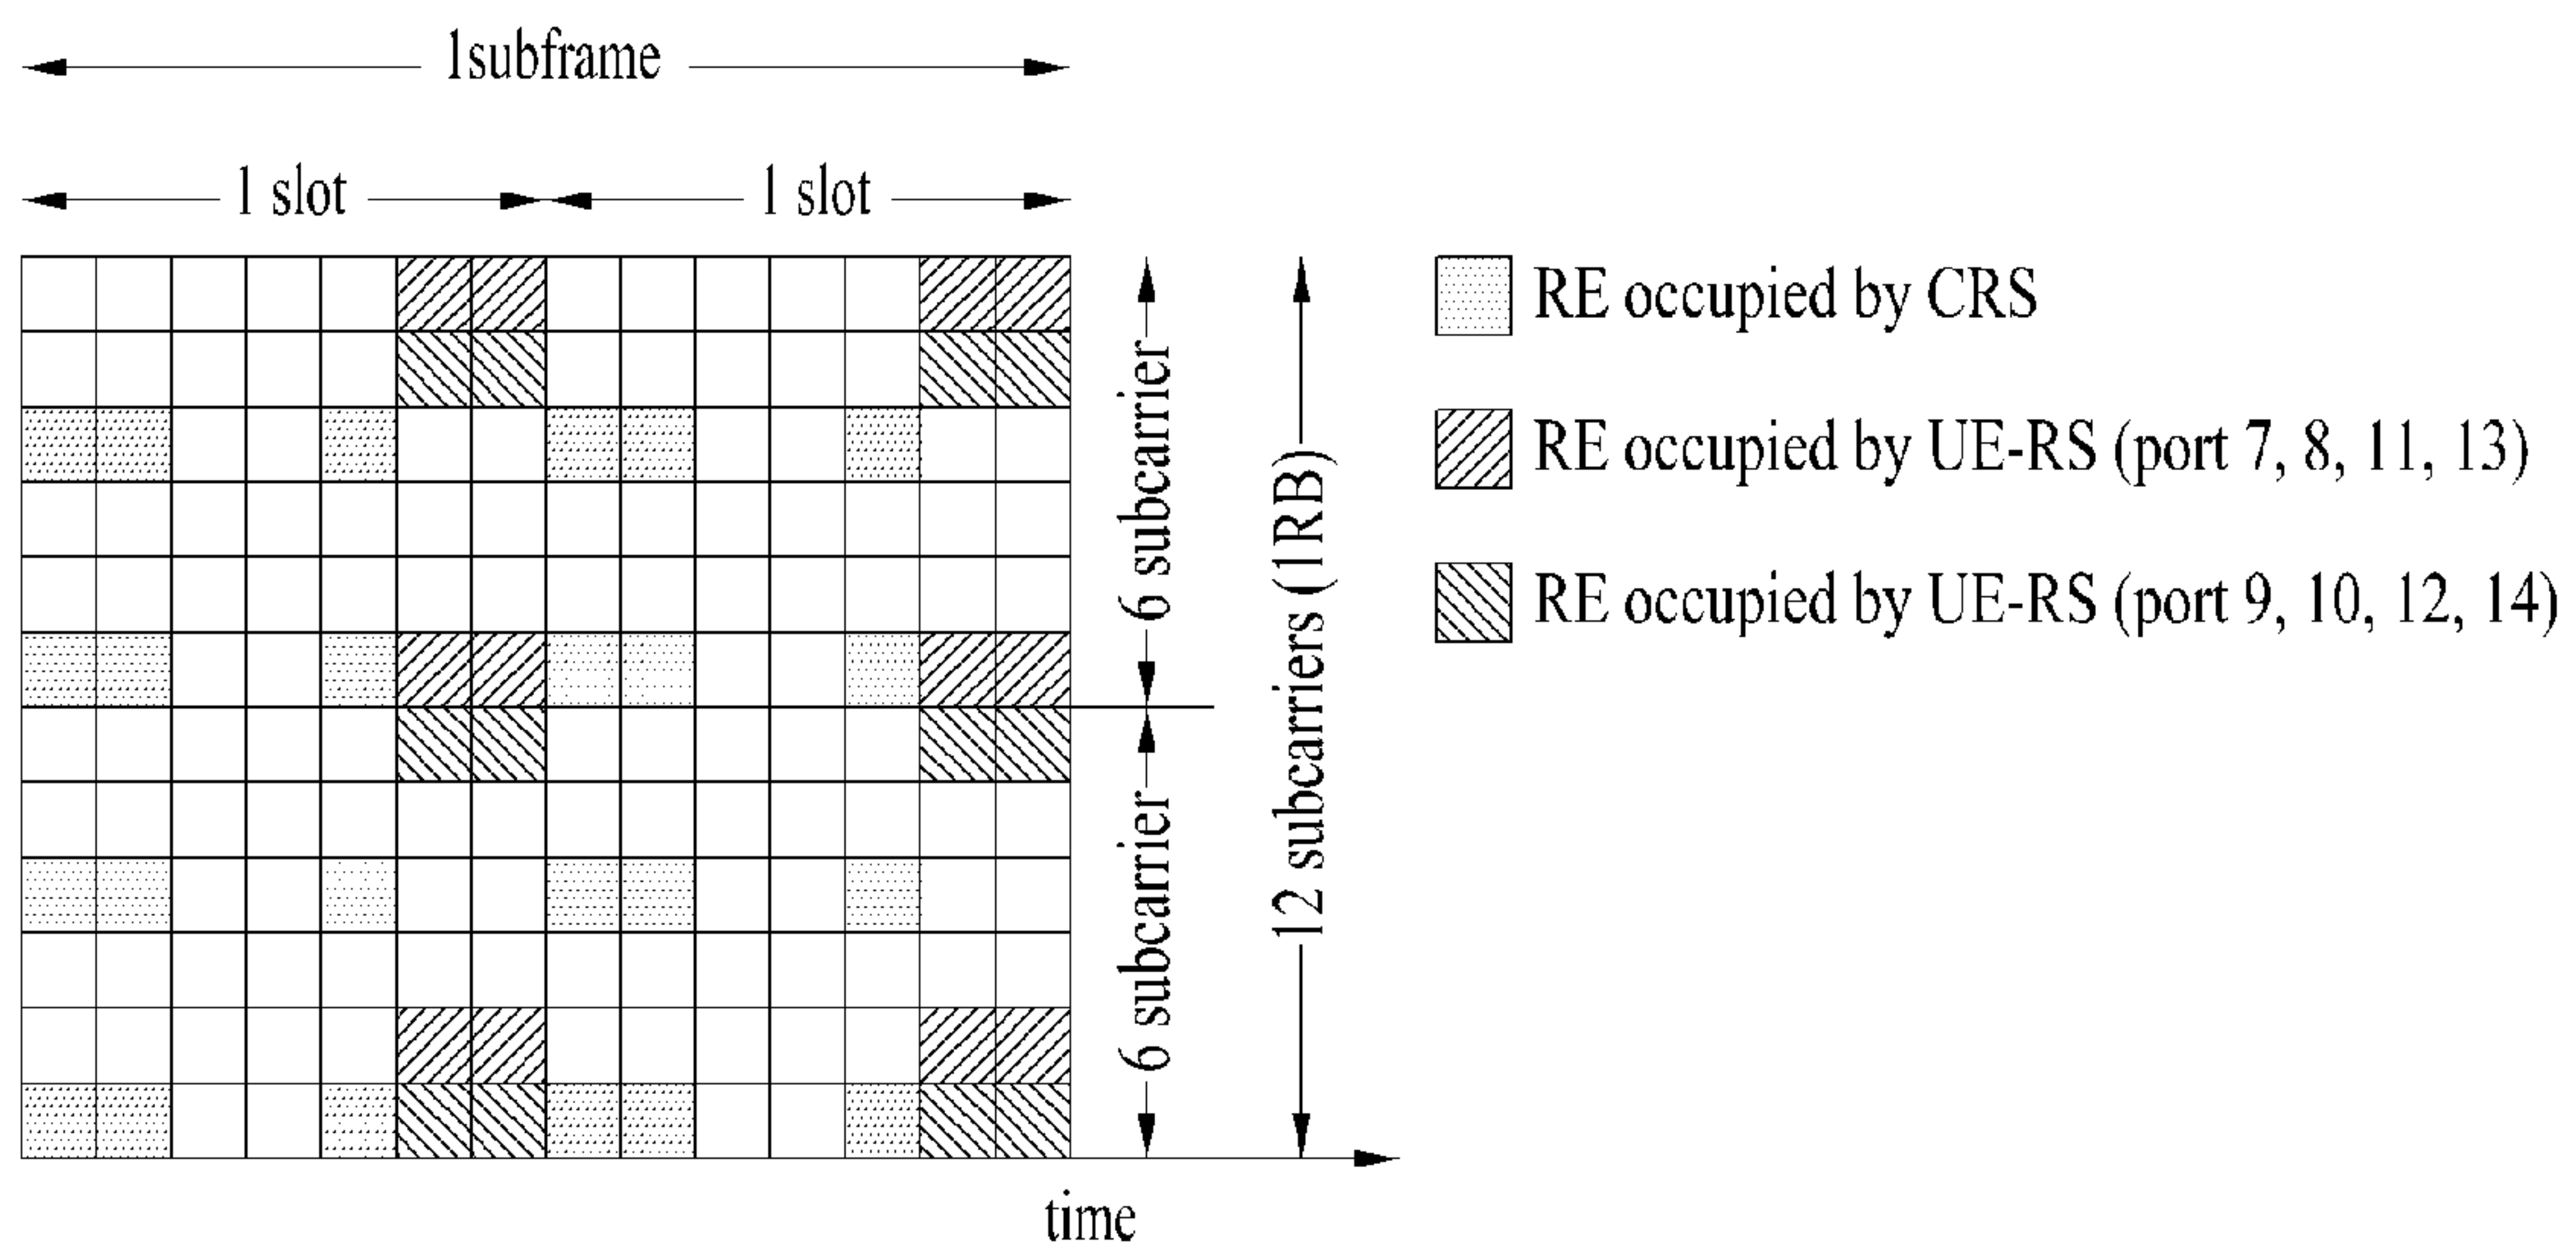 1subframe
1 slot
1 slot
6 subcarrier
6 subcarrier
12 subcarriers (1RB)
RE occupied by CRS
RE occupied by UE-RS (port 7, 8, 11, 13)
RE occupied by UE-RS (port 9, 10, 12, 14)
time